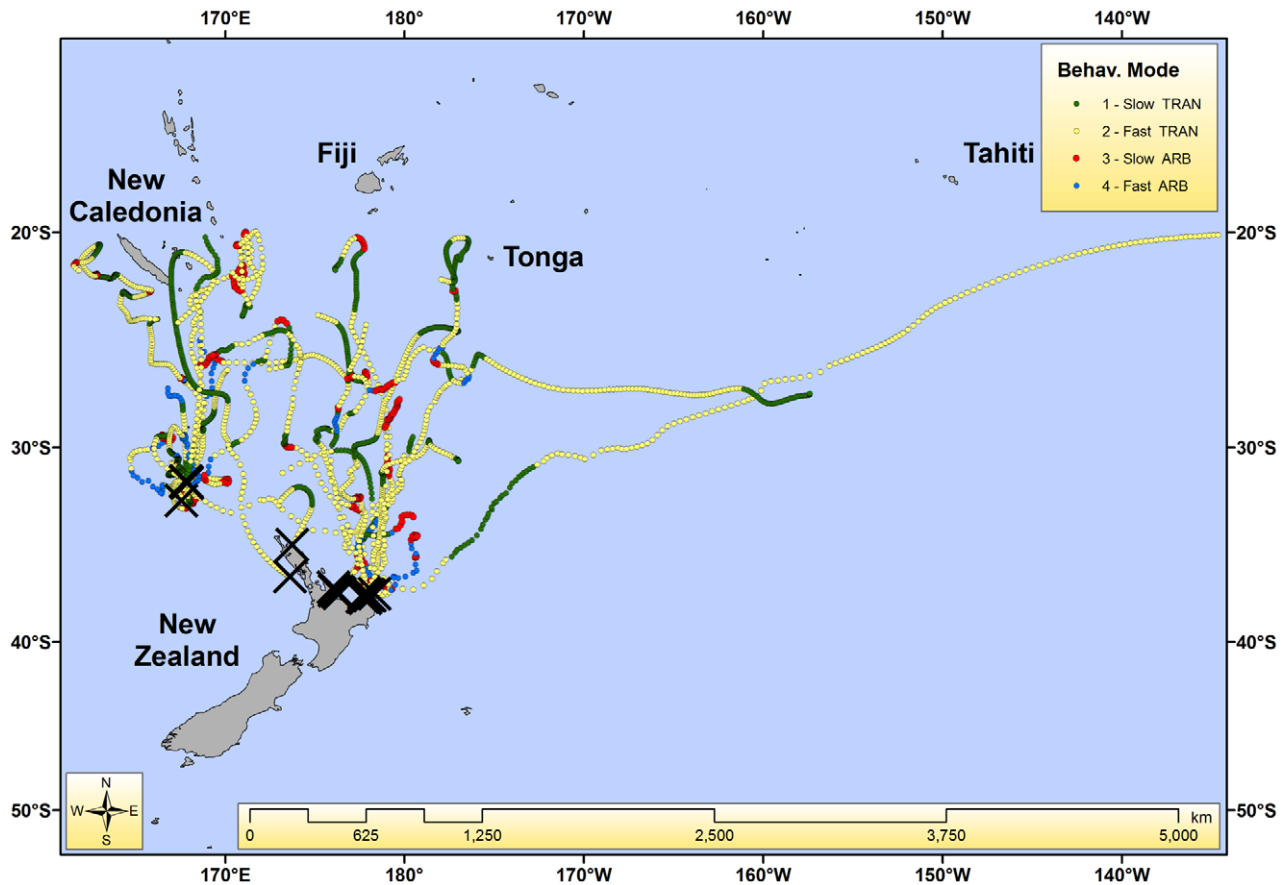 170°E 180° 170°W 160°W 150°W 140°W
Behav. Mode
1 - Slow TRAN
2 - Fast TRAN
3 - Slow ARB
4 - Fast ARB
Fiji
Tahiti
New
Caledonia
20°S 20°S
Tonga
30°S 30°S
New
Zealand
40°S 40°S
N
W E
S
50°S 50°S
km
0 625 1,250 2,500 3,750 5,000
170°E 180° 170°W 160°W 150°W 140°W